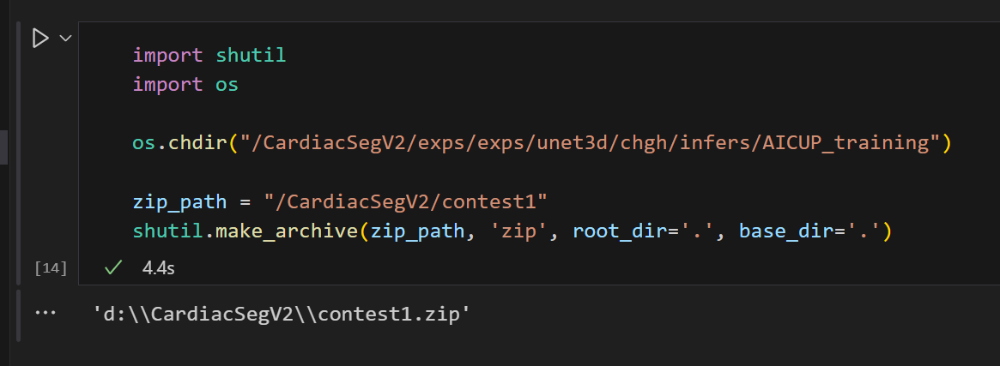 import shutil
import os
os.chdir("/CardiacSegV2/exps/exps/unet3d/chgh/infers/AICUP_training")
zip_path = "/CardiacSegV2/contest1"
shutil.make_archive(zip_path, 'zip', root_dir='.', base_dir='.')
[14] 4.4s
'd:\\CardiacSegV2\\contest1.zip'